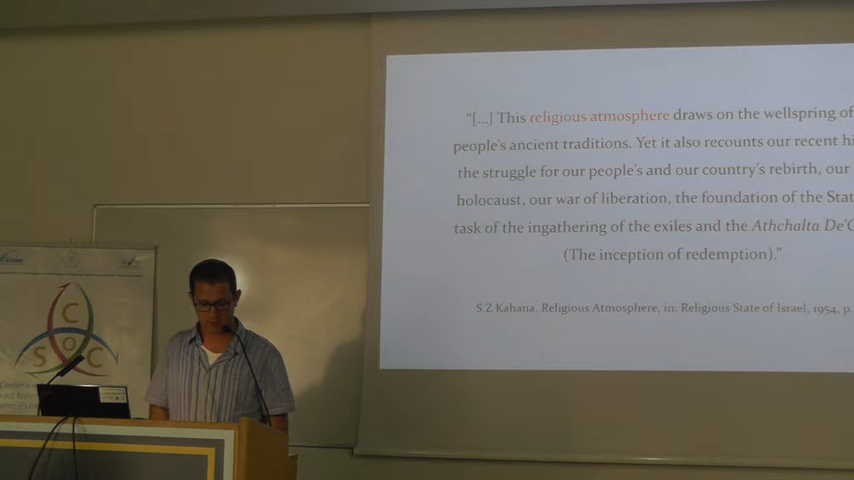 "[...] This religious atmosphere draws on the wellspring of
people's ancient traditions. Yet it also recounts our recent
the struggle for our people's and our country's rebirth, our
holocaust, our war of liberation, the foundation of the
task of the ingathering of the exiles and the Athchalta
(The inception of redemption)."
S.Z Kahana, Religious Atmosphere, in: Religious State of Israel, 1954, p.
C
S O C